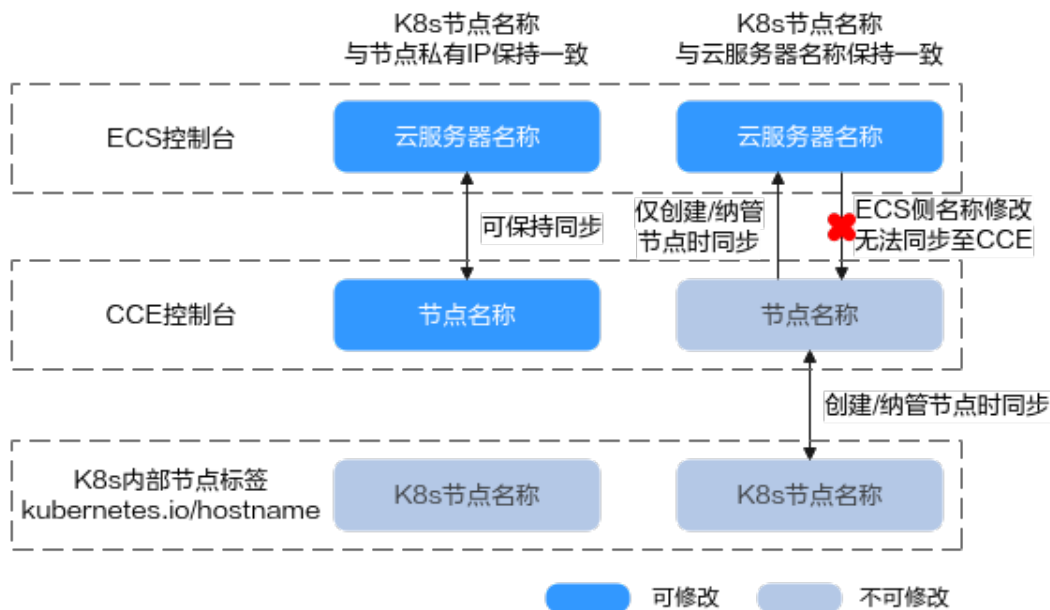 K8s节点名称
与节点私有IP保持一致
K8s节点名称
与云服务器名称保持一致
ECS控制台
云服务器名称
云服务器名称
可保持同步
仅创建/纳管
节点时同步
ECS侧名称修改
无法同步至CCE
CCE控制台
节点名称
节点名称
创建/纳管节点时同步
K8s内部节点标签
kubernetes.io/hostname
K8s节点名称
K8s节点名称
可修改
不可修改